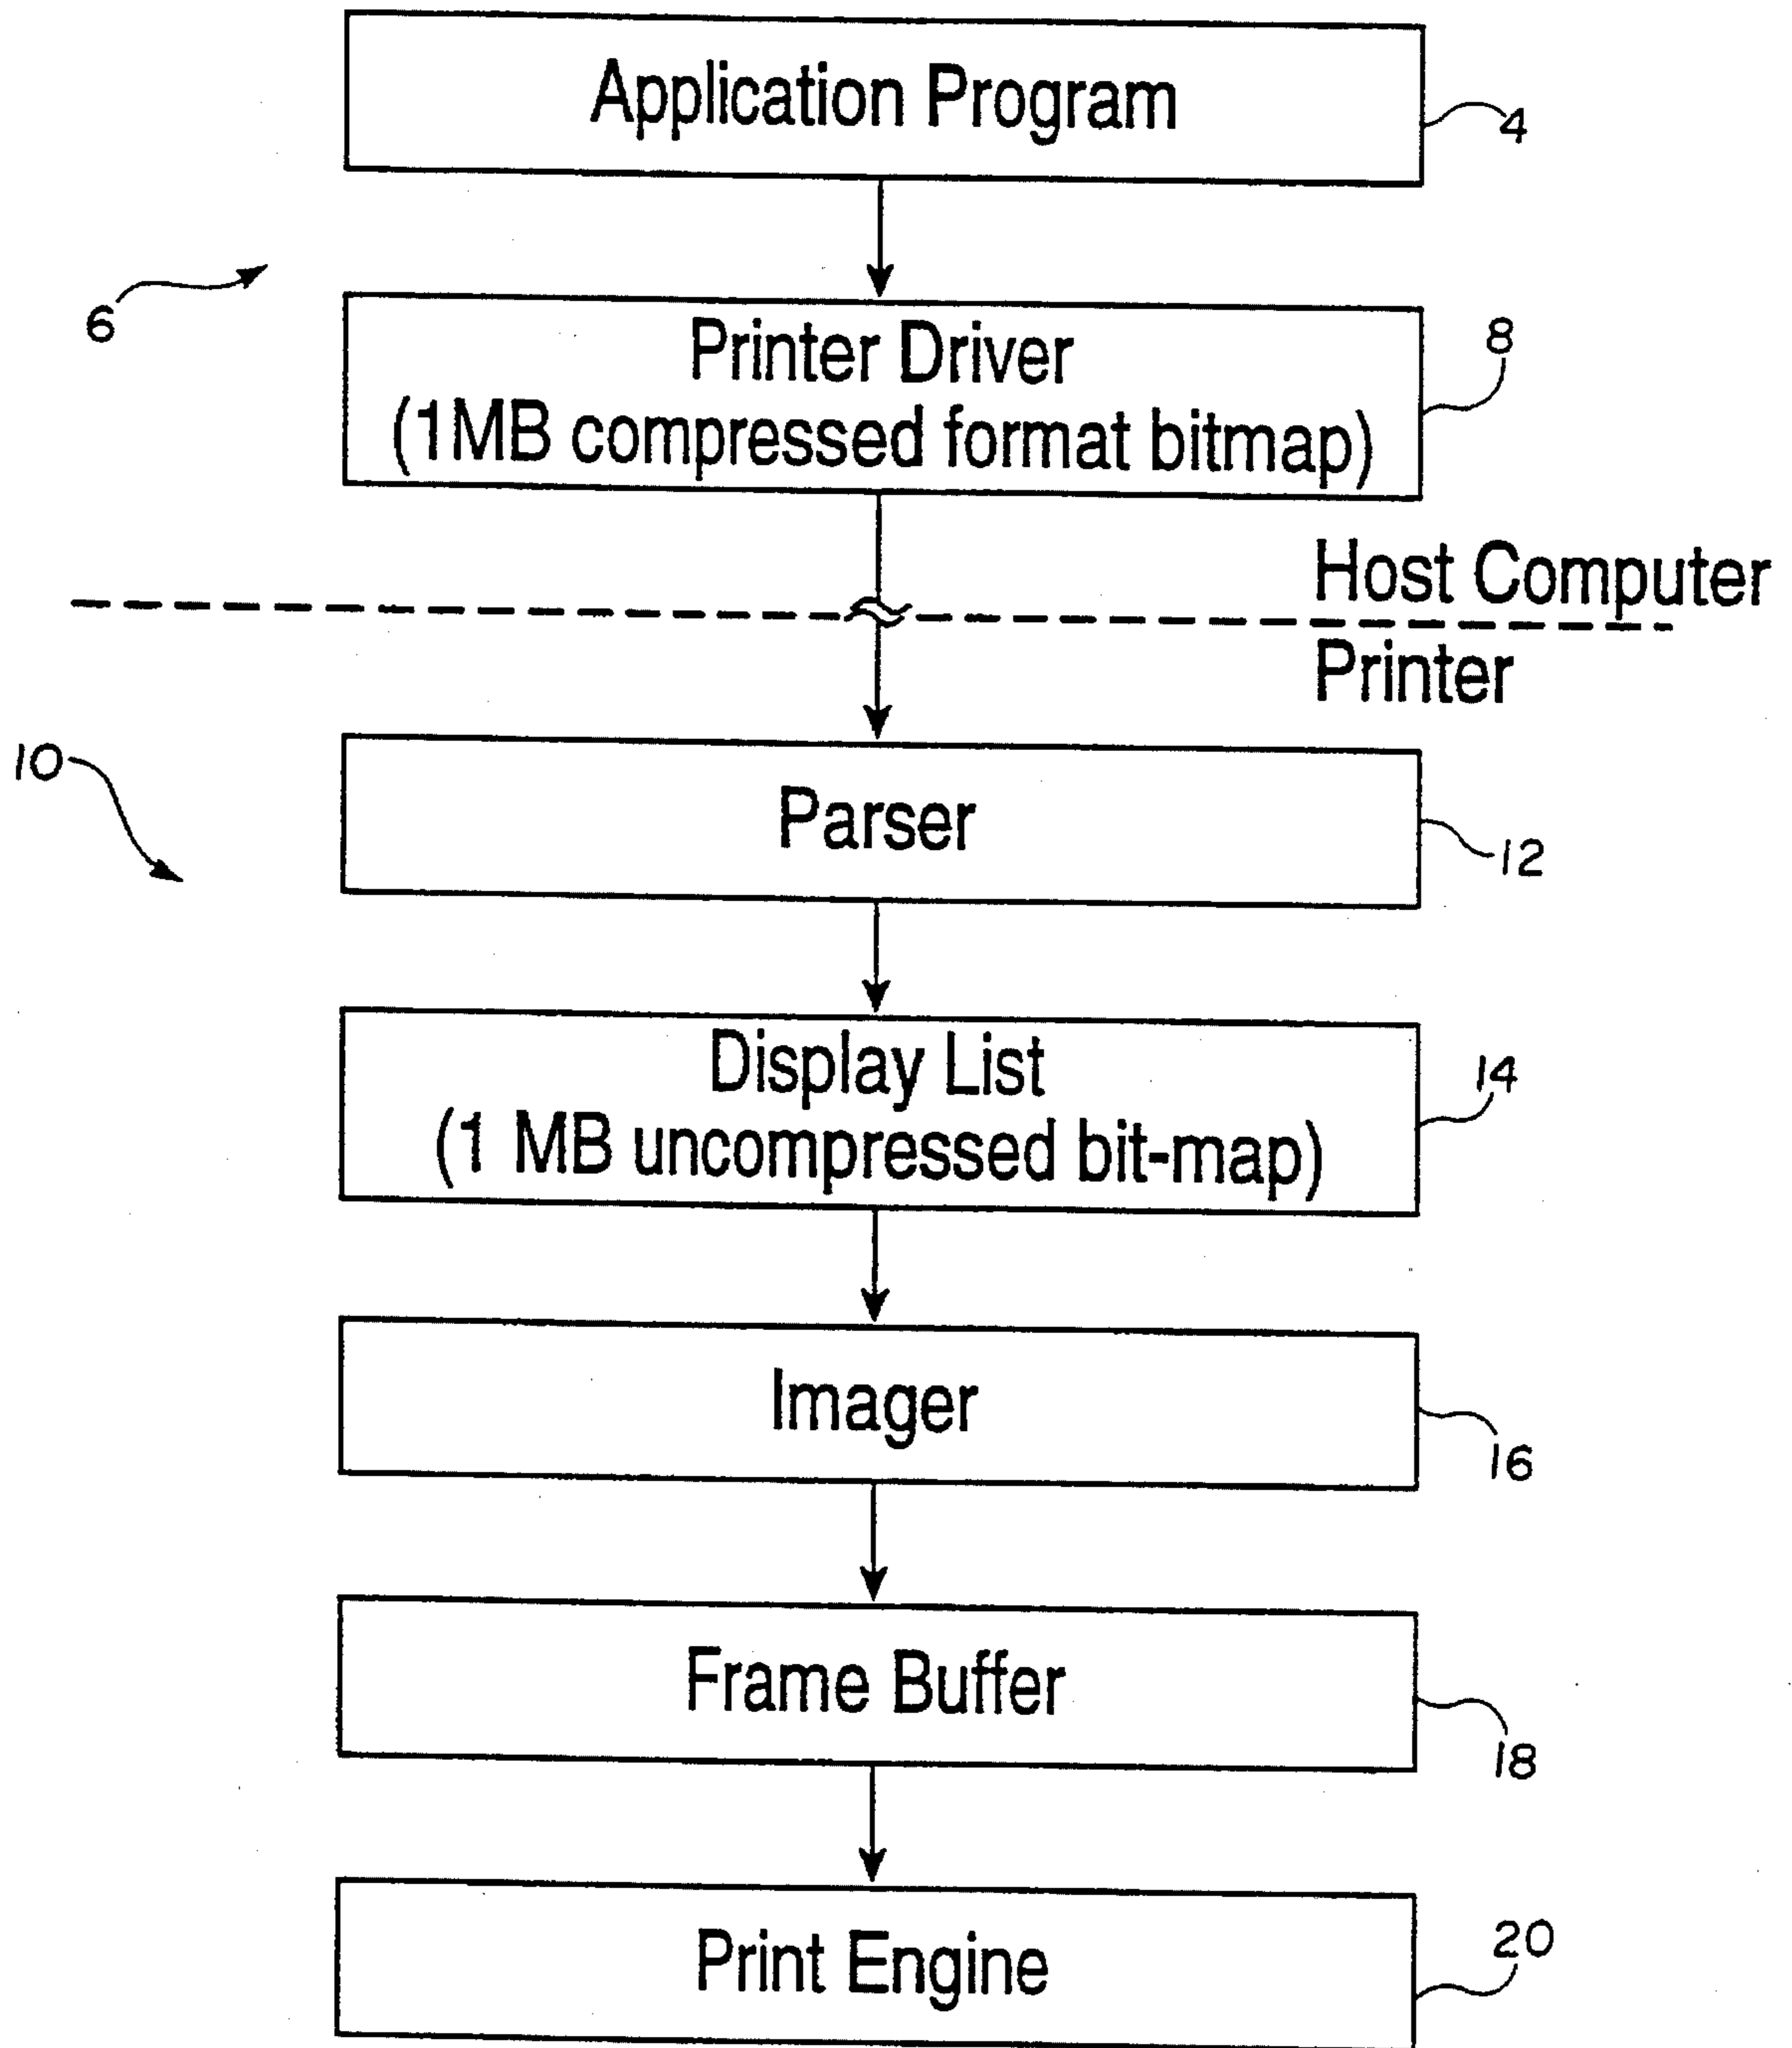 Application Program
4
6
Printer Driver
(1MB compressed format bitmap)
8
Host Computer
Printer
10
Parser
12
Display List
(1 MB uncompressed bit-map)
14
Imager
16
Frame Buffer
18
Print Engine
20